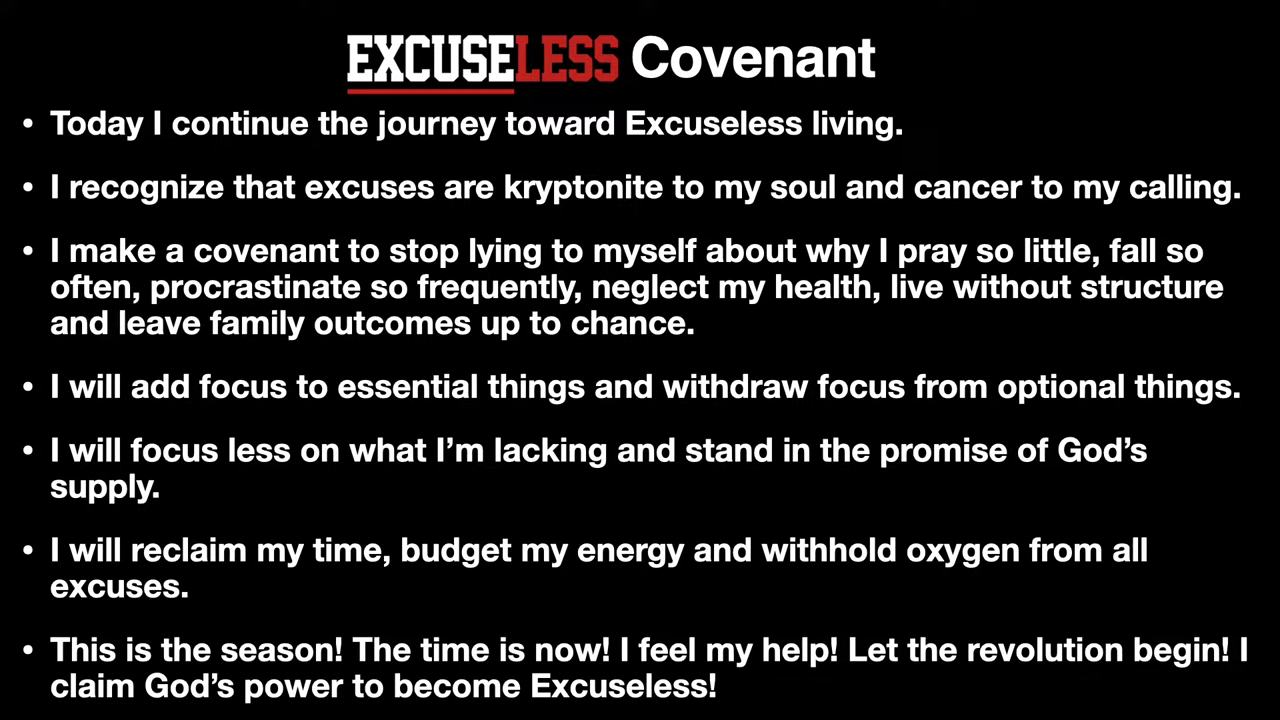 EXCUSELESS Covenant
• Today I continue the journey toward Excuseless living.
• I recognize that excuses are kryptonite to my soul and cancer to my calling.
• I make a covenant to stop lying to myself about why I pray so little, fall so
often, procrastinate so frequently, neglect my health, live without structure
and leave family outcomes up to chance.
• I will add focus to essential things and withdraw focus from optional things.
• I will focus less on what I’m lacking and stand in the promise of God’s
supply.
• I will reclaim my time, budget my energy and withhold oxygen from all
excuses.
• This is the season! The time is now! I feel my help! Let the revolution begin! I
claim God’s power to become Excuseless!